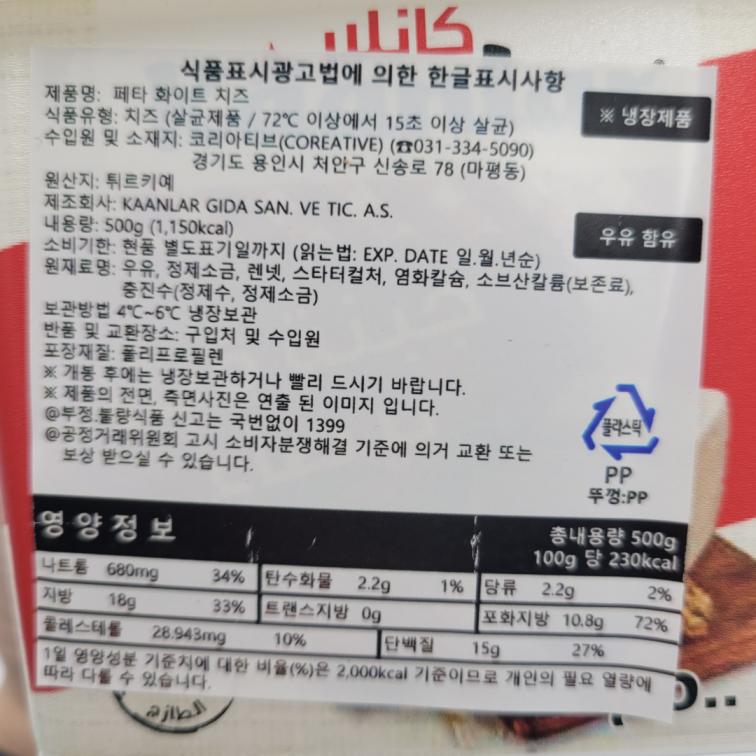 كانلار
식품표시광고법에 의한 한글표시사항
제품명: 페타 화이트 치즈
※ 냉장제품
식품유형: 치즈 (살균제품 / 72℃ 이상에서 15초 이상 살균)
수입원 및 소재지: 코리아티브(COREATIVE) (☎031-334-5090)
경기도 용인시 처안구 신송로 78 (마평동)
원산지: 튀르키예
제조회사: KAANLAR GIDA SAN. VE TIC. A.S.
내용량: 500g (1,150kcal)
우유 함유
소비기한: 현품 별도표기일까지 (읽는법: EXP. DATE 일.월.년순)
원재료명: 우유, 정제소금, 렌넷, 스타터컬처, 염화칼슘, 소브산칼륨(보존료),
충진수(정제수, 정제소금)
보관방법 4℃~6℃ 냉장보관
반품 및 교환장소: 구입처 및 수입원
포장재질: 폴리프로필렌
※ 개봉 후에는 냉장보관하거나 빨리 드시기 바랍니다.
※ 제품의 전면, 측면사진은 연출 된 이미지 입니다.
@부정.불량식품 신고는 국번없이 1399
@공정거래위원회 고시 소비자분쟁해결 기준에 의거 교환 또는
보상 받으실 수 있습니다.
플라스틱
PP
뚜껑:PP
영양정보
총내용량 500g
100g 당 230kcal
나트륨 680mg 34% 탄수화물 2.2g 1% 당류 2.2g 2%
지방 18g 33% 트랜스지방 0g 포화지방 10.8g 72%
콜레스테롤 28.943mg 10% 단백질 15g 27%
1일 영양성분 기준치에 대한 비율(%)은 2,000kcal 기준이므로 개인의 필요 열량에
따라 다를 수 있습니다.